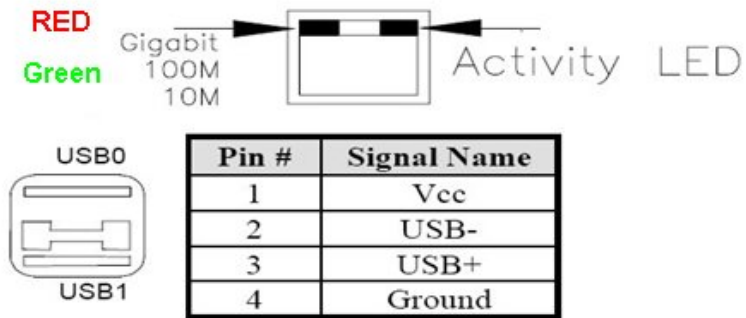 RED
Green
Gigabit
100M
10M
Activity LED
USB0
USB1
Pin # Signal Name
1 Vcc
2 USB-
3 USB+
4 Ground